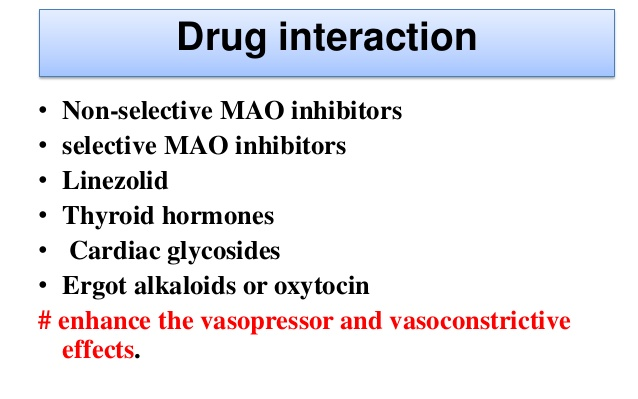 Drug interaction
• Non-selective MAO inhibitors
• selective MAO inhibitors
• Linezolid
• Thyroid hormones
• Cardiac glycosides
• Ergot alkaloids or oxytocin
# enhance the vasopressor and vasoconstrictive
effects.